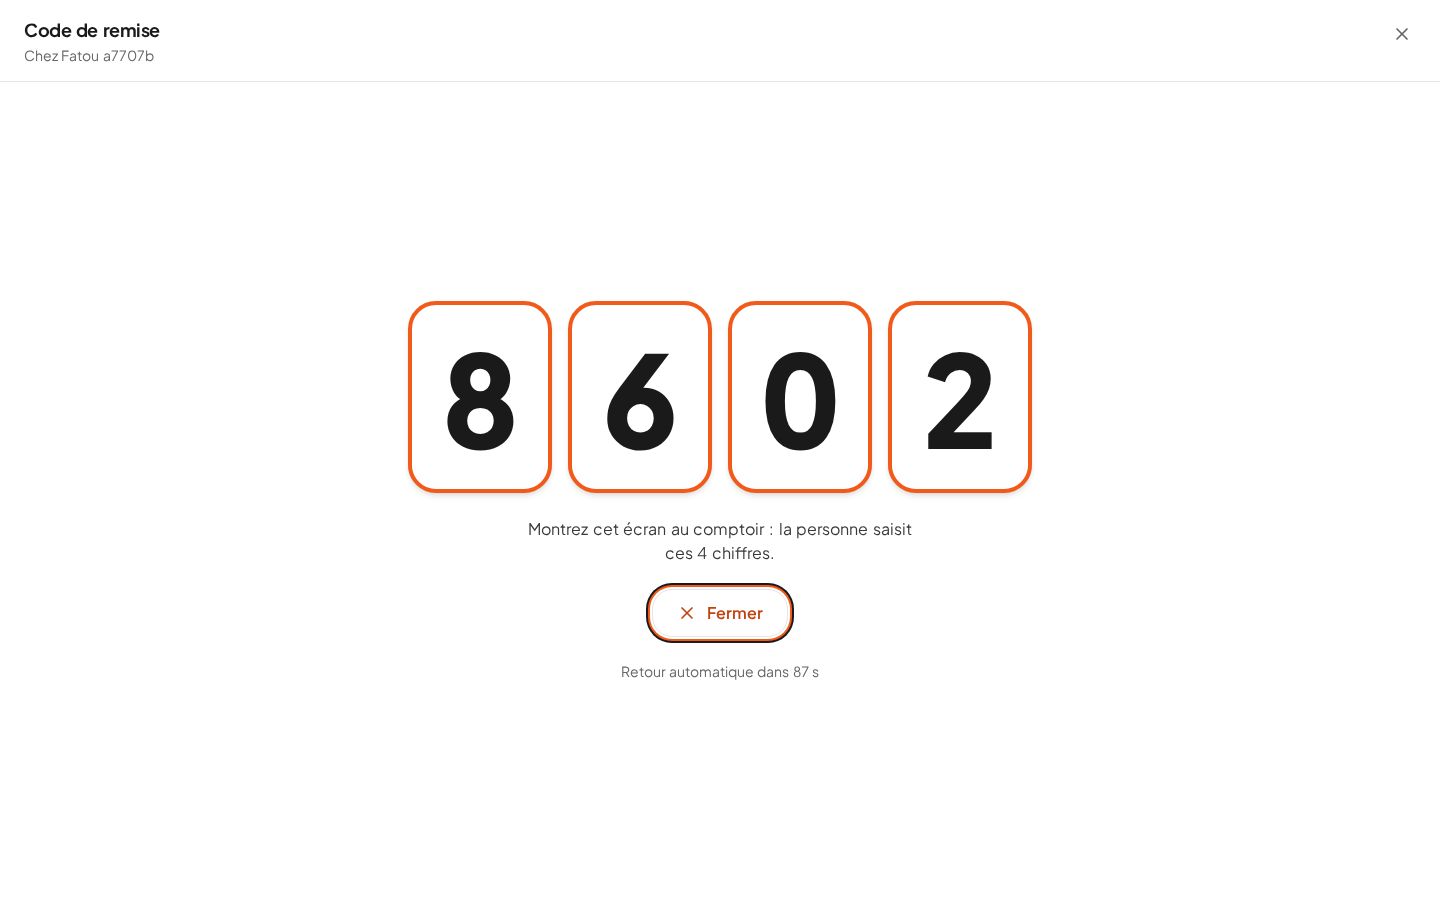 Code de remise
Chez Fatou a7707b
8 6 0 2
Montrez cet écran au comptoir : la personne saisit
ces 4 chiffres.
Fermer
Retour automatique dans 87 s